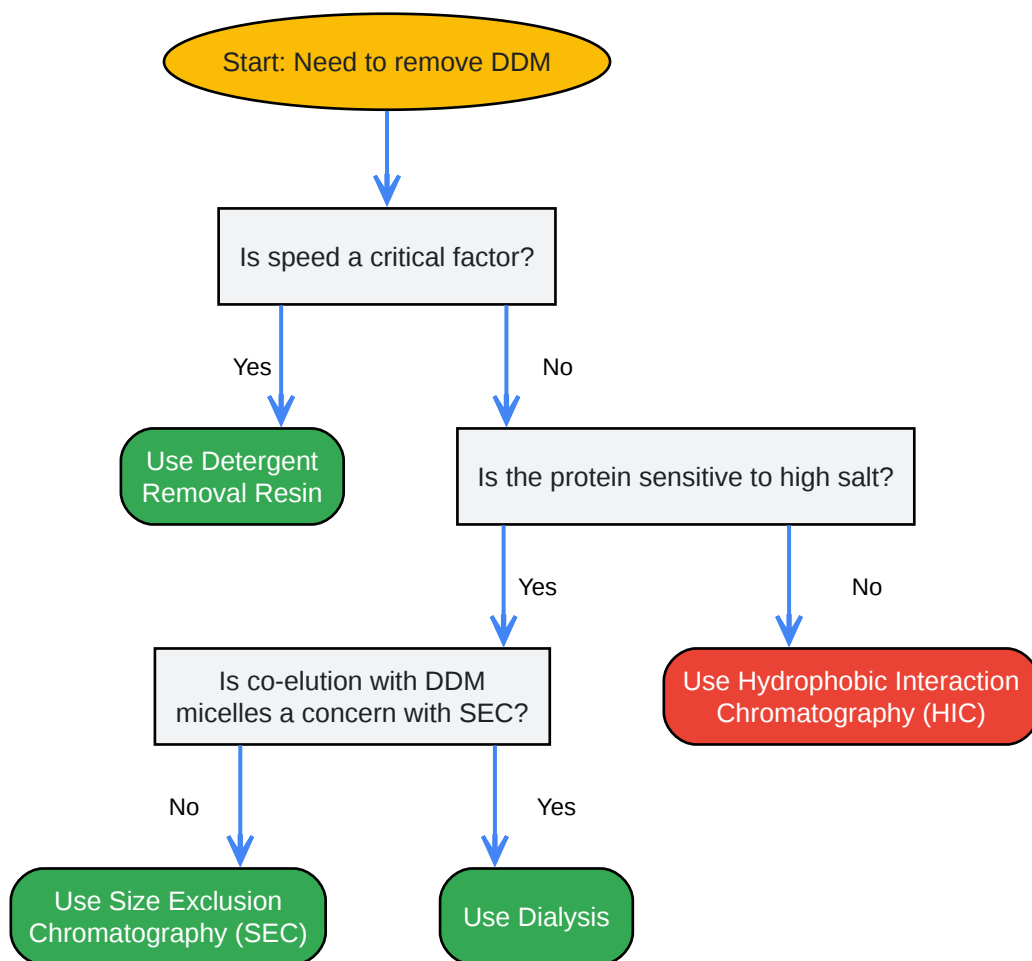 Start: Need to remove DDM
Is speed a critical factor?
Yes
No
Use Detergent
Removal Resin
Is the protein sensitive to high salt?
Yes
No
Is co-elution with DDM
micelles a concern with SEC?
Use Hydrophobic Interaction
Chromatography (HIC)
No
Yes
Use Size Exclusion
Chromatography (SEC)
Use Dialysis